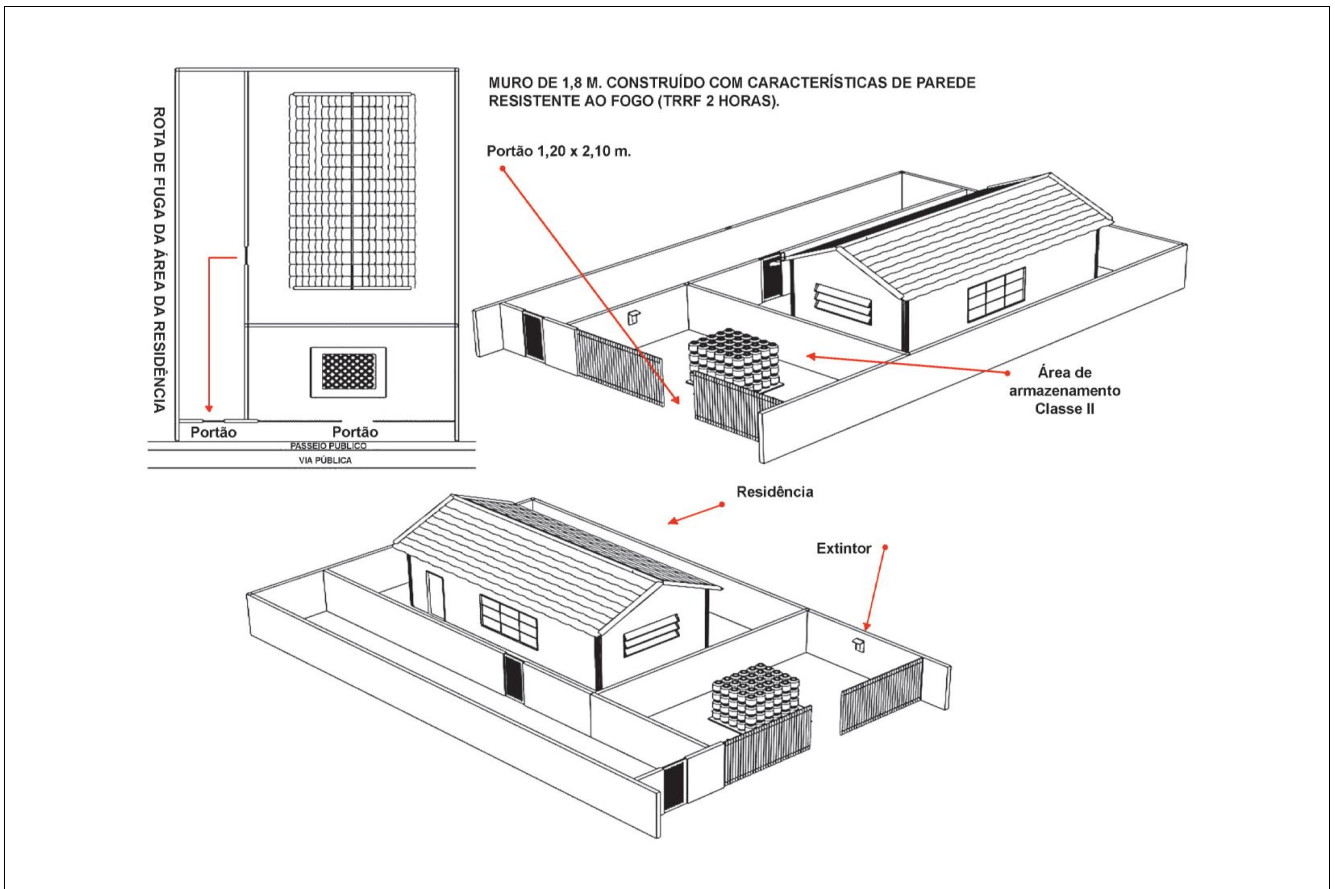 MURO DE 1,8 M. CONSTRUÍDO COM CARACTERÍSTICAS DE PAREDE
RESISTENTE AO FOGO (TRRF 2 HORAS).
ROTA DE FUGA DA ÁREA DA RESIDÊNCIA
Portão 1,20 x 2,10 m.
Área de
armazenamento
Classe II
Portão
Portão
PASSEIO PÚBLICO
VIA PÚBLICA
Residência
Extintor